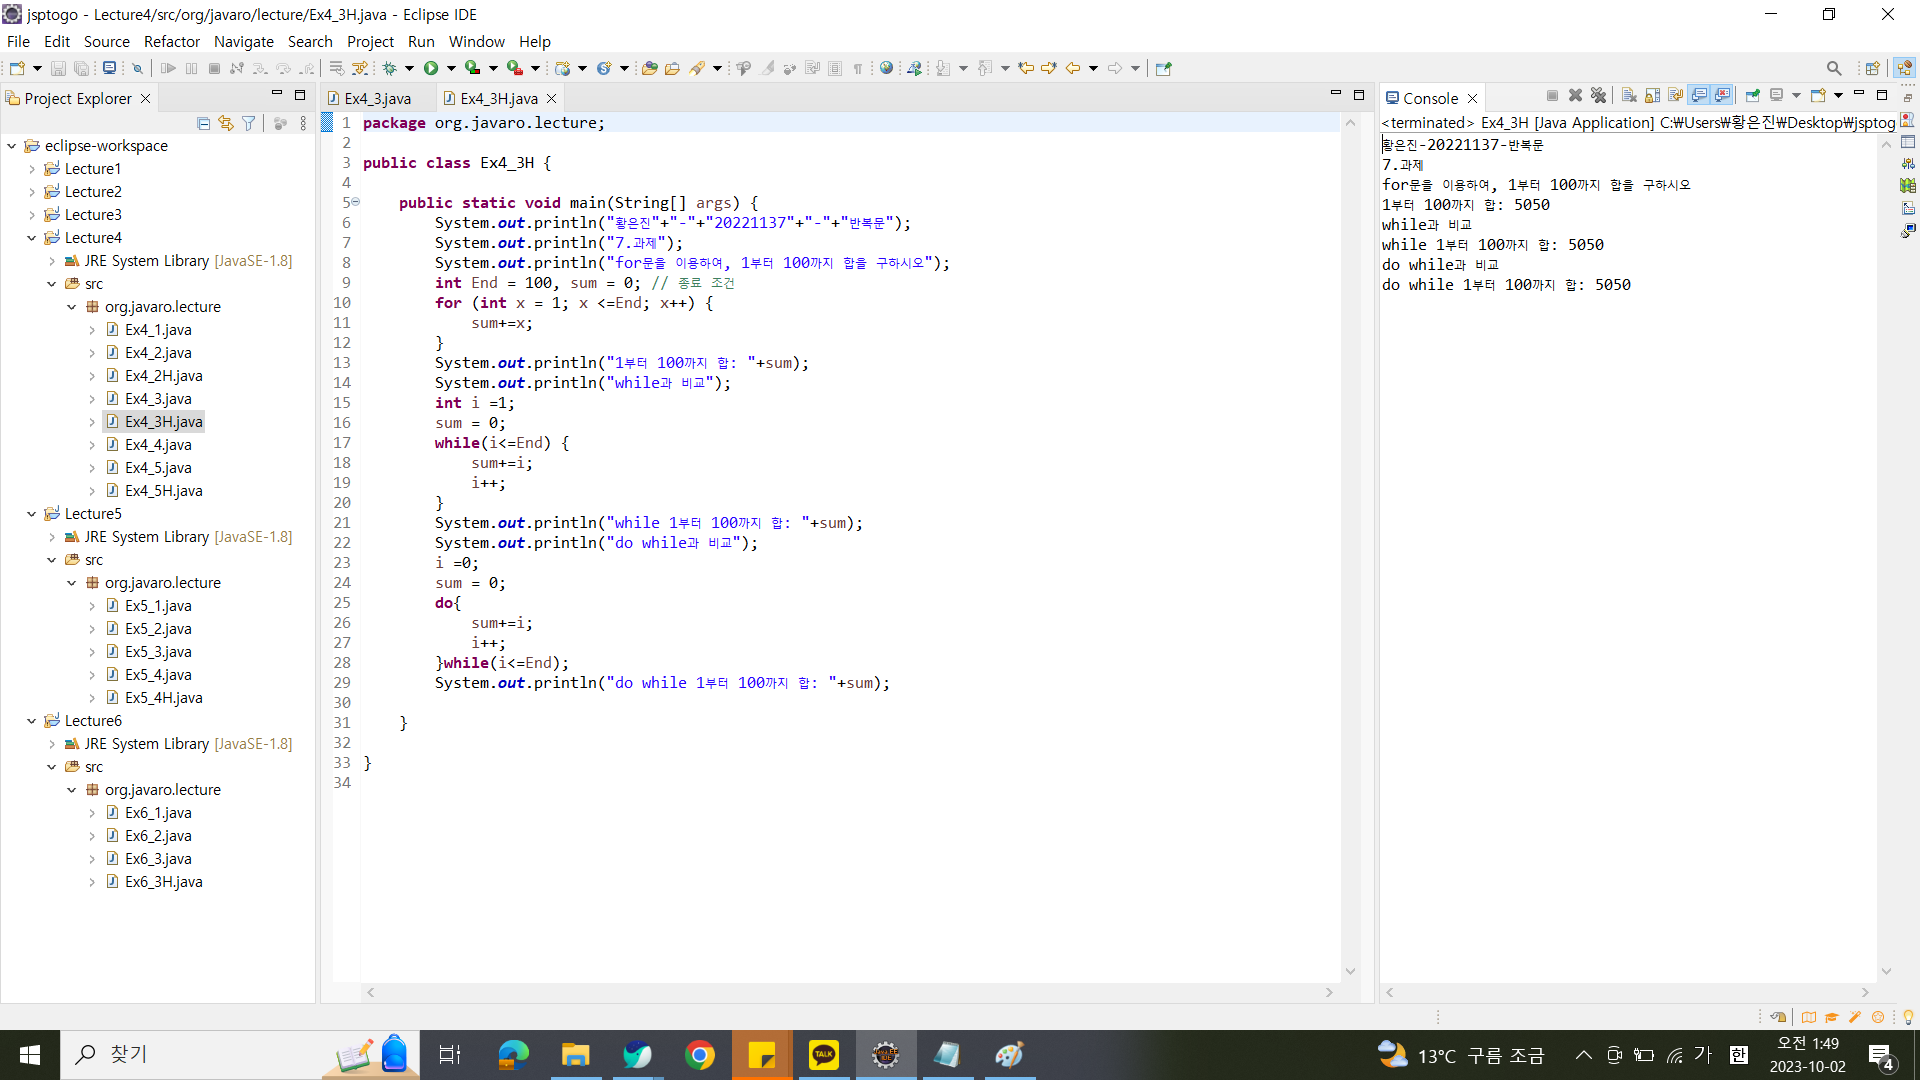 jsptogo - Lecture4/src/org/javaro/lecture/Ex4_3H.java - Eclipse IDE
File Edit Source Refactor Navigate Search Project Run Window Help
Project Explorer
eclipse-workspace
Lecture1
Lecture2
Lecture3
Lecture4
JRE System Library [JavaSE-1.8]
src
org.javaro.lecture
Ex4_1.java
Ex4_2.java
Ex4_2H.java
Ex4_3.java
Ex4_3H.java
Ex4_4.java
Ex4_5.java
Ex4_5H.java
Lecture5
JRE System Library [JavaSE-1.8]
src
org.javaro.lecture
Ex5_1.java
Ex5_2.java
Ex5_3.java
Ex5_4.java
Ex5_4H.java
Lecture6
JRE System Library [JavaSE-1.8]
src
org.javaro.lecture
Ex6_1.java
Ex6_2.java
Ex6_3.java
Ex6_3H.java
Ex4_3.java Ex4_3H.java
1 package org.javaro.lecture;
2
3 public class Ex4_3H {
4
5 public static void main(String[] args) {
6 System.out.println("황은진"+"-"+"20221137"+"-"+"반복문");
7 System.out.println("7.과제");
8 System.out.println("for문을 이용하여, 1부터 100까지 합을 구하시오");
9 int End = 100, sum = 0; // 종료 조건
10 for (int x = 1; x <=End; x++) {
11 sum+=x;
12 }
13 System.out.println("1부터 100까지 합: "+sum);
14 System.out.println("while과 비교");
15 int i =1;
16 sum = 0;
17 while(i<=End) {
18 sum+=i;
19 i++;
20 }
21 System.out.println("while 1부터 100까지 합: "+sum);
22 System.out.println("do while과 비교");
23 i =0;
24 sum = 0;
25 do{
26 sum+=i;
27 i++;
28 }while(i<=End);
29 System.out.println("do while 1부터 100까지 합: "+sum);
30
31 }
32
33 }
34
Console
<terminated> Ex4_3H [Java Application] C:₩Users₩황은진₩Desktop₩jsptog
황은진-20221137-반복문
7.과제
for문을 이용하여, 1부터 100까지 합을 구하시오
1부터 100까지 합: 5050
while과 비교
while 1부터 100까지 합: 5050
do while과 비교
do while 1부터 100까지 합: 5050
찾기
TALK
13°C 구름 조금
가
한
오전 1:49
2023-10-02
4